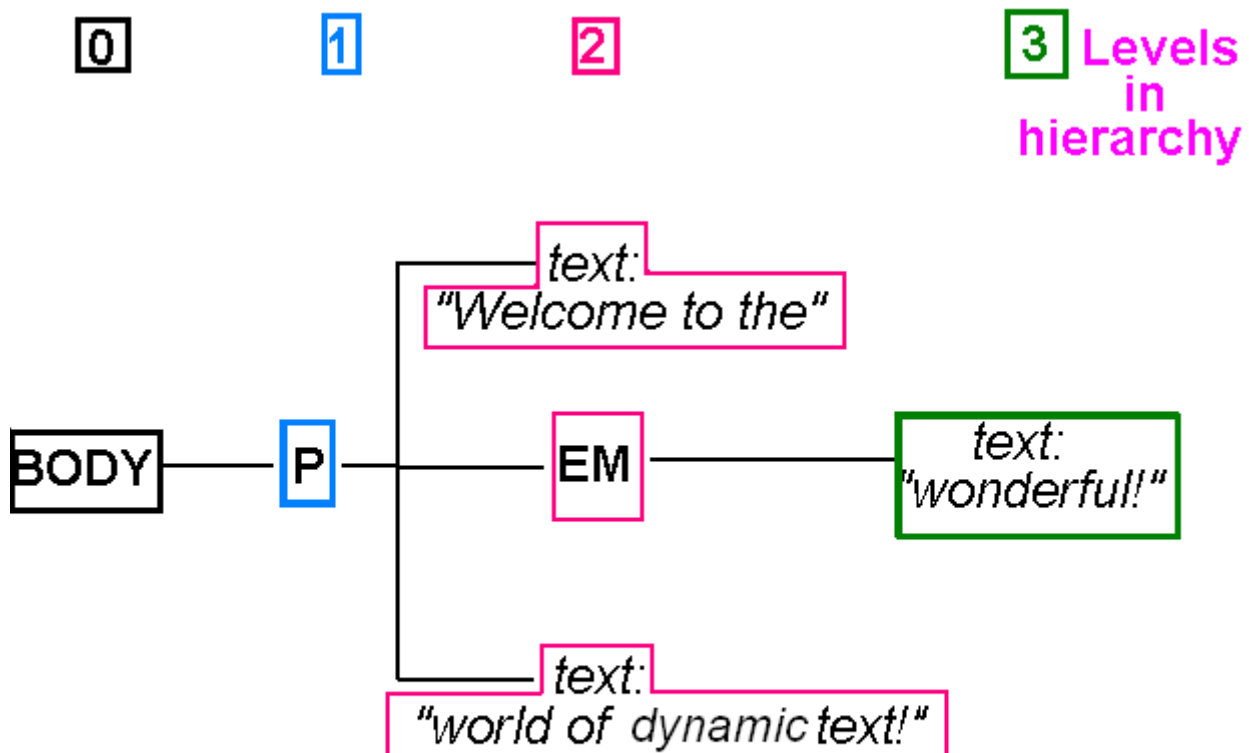 0 1 2 3 Levels
in
hierarchy
text:
"Welcome to the"
BODY P EM text:
"wonderful!"
text:
"world of dynamic text!"